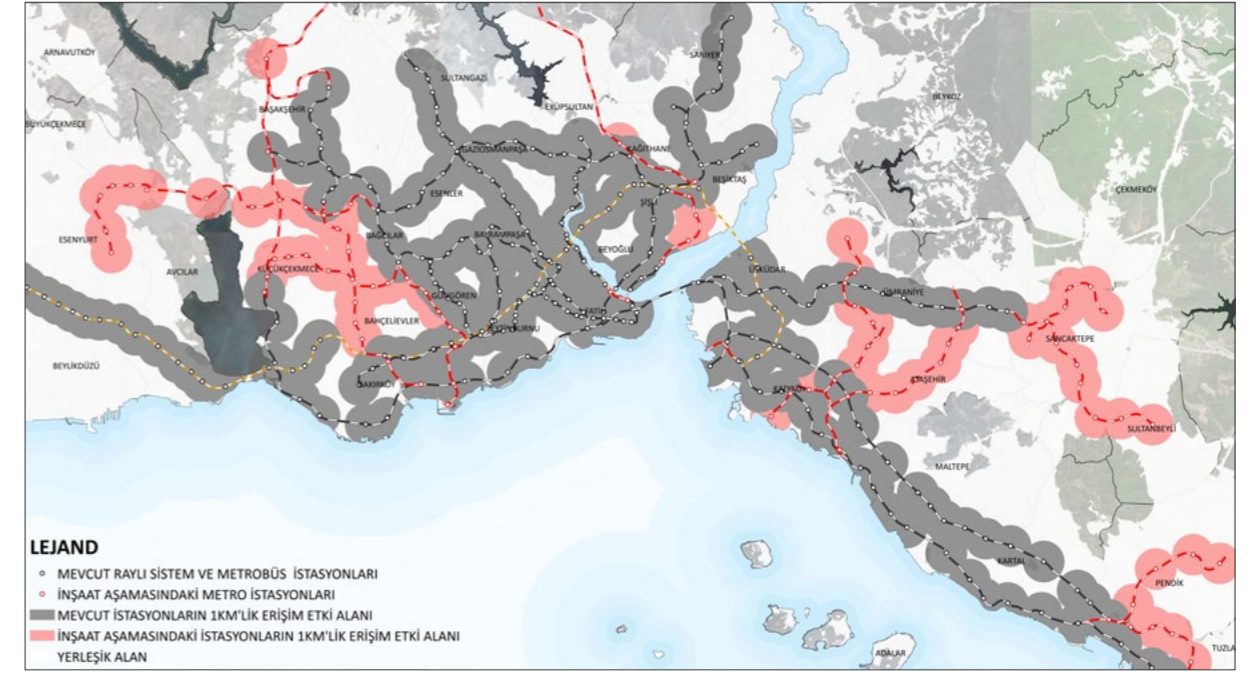 SARIYER
ARNAVUTKÖY
SULTANGAZİ
BEYKOZ
EYÜPSULTAN
BAŞAKŞEHİR
BÜYÜKÇEKMECE
GAZİOSMANPAŞA
KAĞITHANE
BEŞİKTAŞ
ÇEKMEKÖY
ESENLER
ŞİŞLİ
ESENYURT
BAĞCILAR
BAYRAMPAŞA
BEYOĞLU
AVCILAR
KÜÇÜKÇEKMECE
ÜSKÜDAR
ÜMRANİYE
GÜNGÖREN
FATİH
BAHÇELİEVLER
ZEYTİNBURNU
SANCAKTEPE
BEYLİKDÜZÜ
BAKIRKÖY
KADIKÖY
ATAŞEHİR
SULTANBEYLİ
MALTEPE
KARTAL
PENDİK
TUZLA
ADALAR
LEJAND
MEVCUT RAYLI SİSTEM VE METROBÜS İSTASYONLARI
İNŞAAT AŞAMASINDAKİ METRO İSTASYONLARI
MEVCUT İSTASYONLARIN 1KM'LİK ERİŞİM ETKİ ALANI
İNŞAAT AŞAMASINDAKİ İSTASYONLARIN 1KM'LİK ERİŞİM ETKİ ALANI
YERLEŞİK ALAN